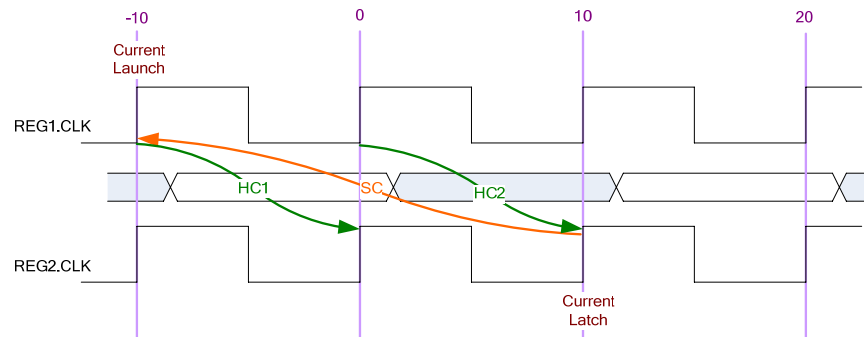 -10
0
10
20
Current
Launch
REG1.CLK
HC1
SC
HC2
REG2.CLK
Current
Latch